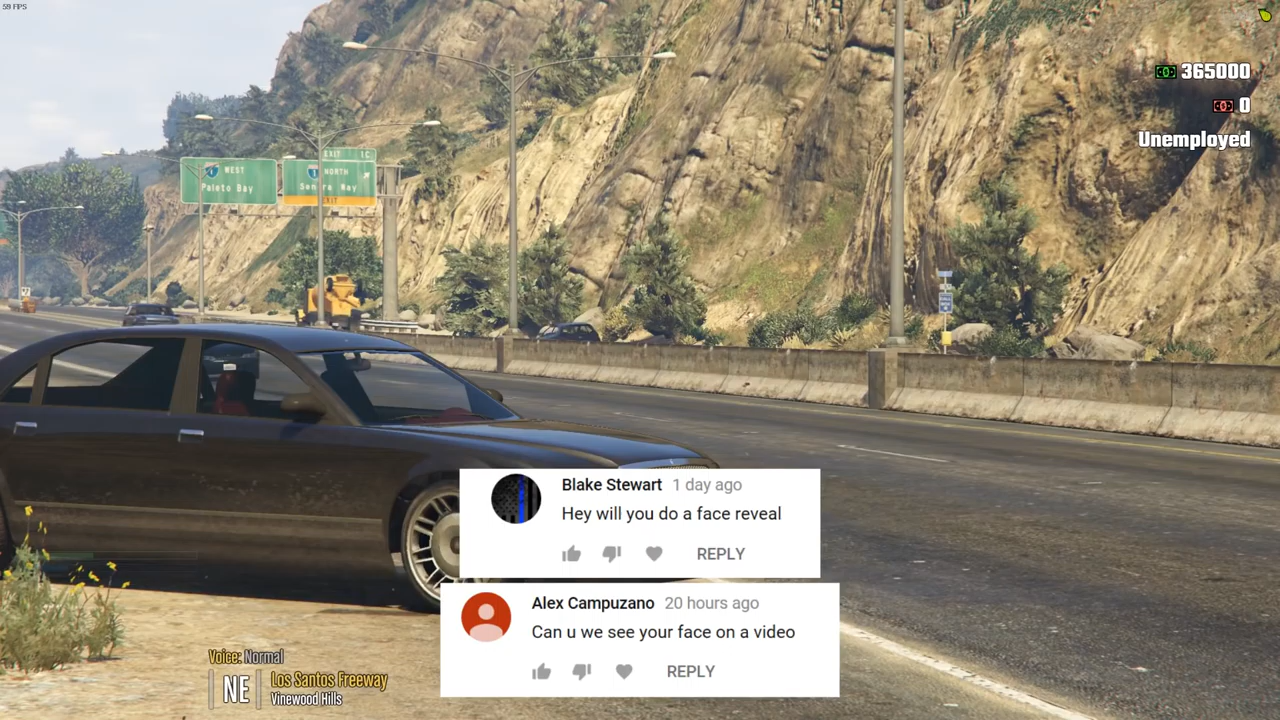 59 FPS
365000
0
Unemployed
WEST
Paleto Bay
EXIT 1C
NORTH
Blake Stewart 1 day ago
Hey will you do a face reveal
REPLY
Alex Campuzano 20 hours ago
Can u we see your face on a video
REPLY
Voice: Normal
NE
Los Santos Freeway
Vinewood Hills